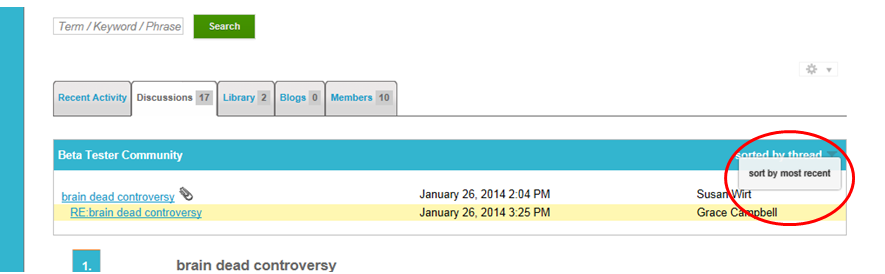 Term / Keyword / Phrase Search
Recent Activity Discussions 17 Library 2 Blogs 0 Members 10
Beta Tester Community sorted by thread
sort by most recent
brain dead controversy January 26, 2014 2:04 PM Susan Wirt
RE:brain dead controversy January 26, 2014 3:25 PM Grace Campbell
1. brain dead controversy